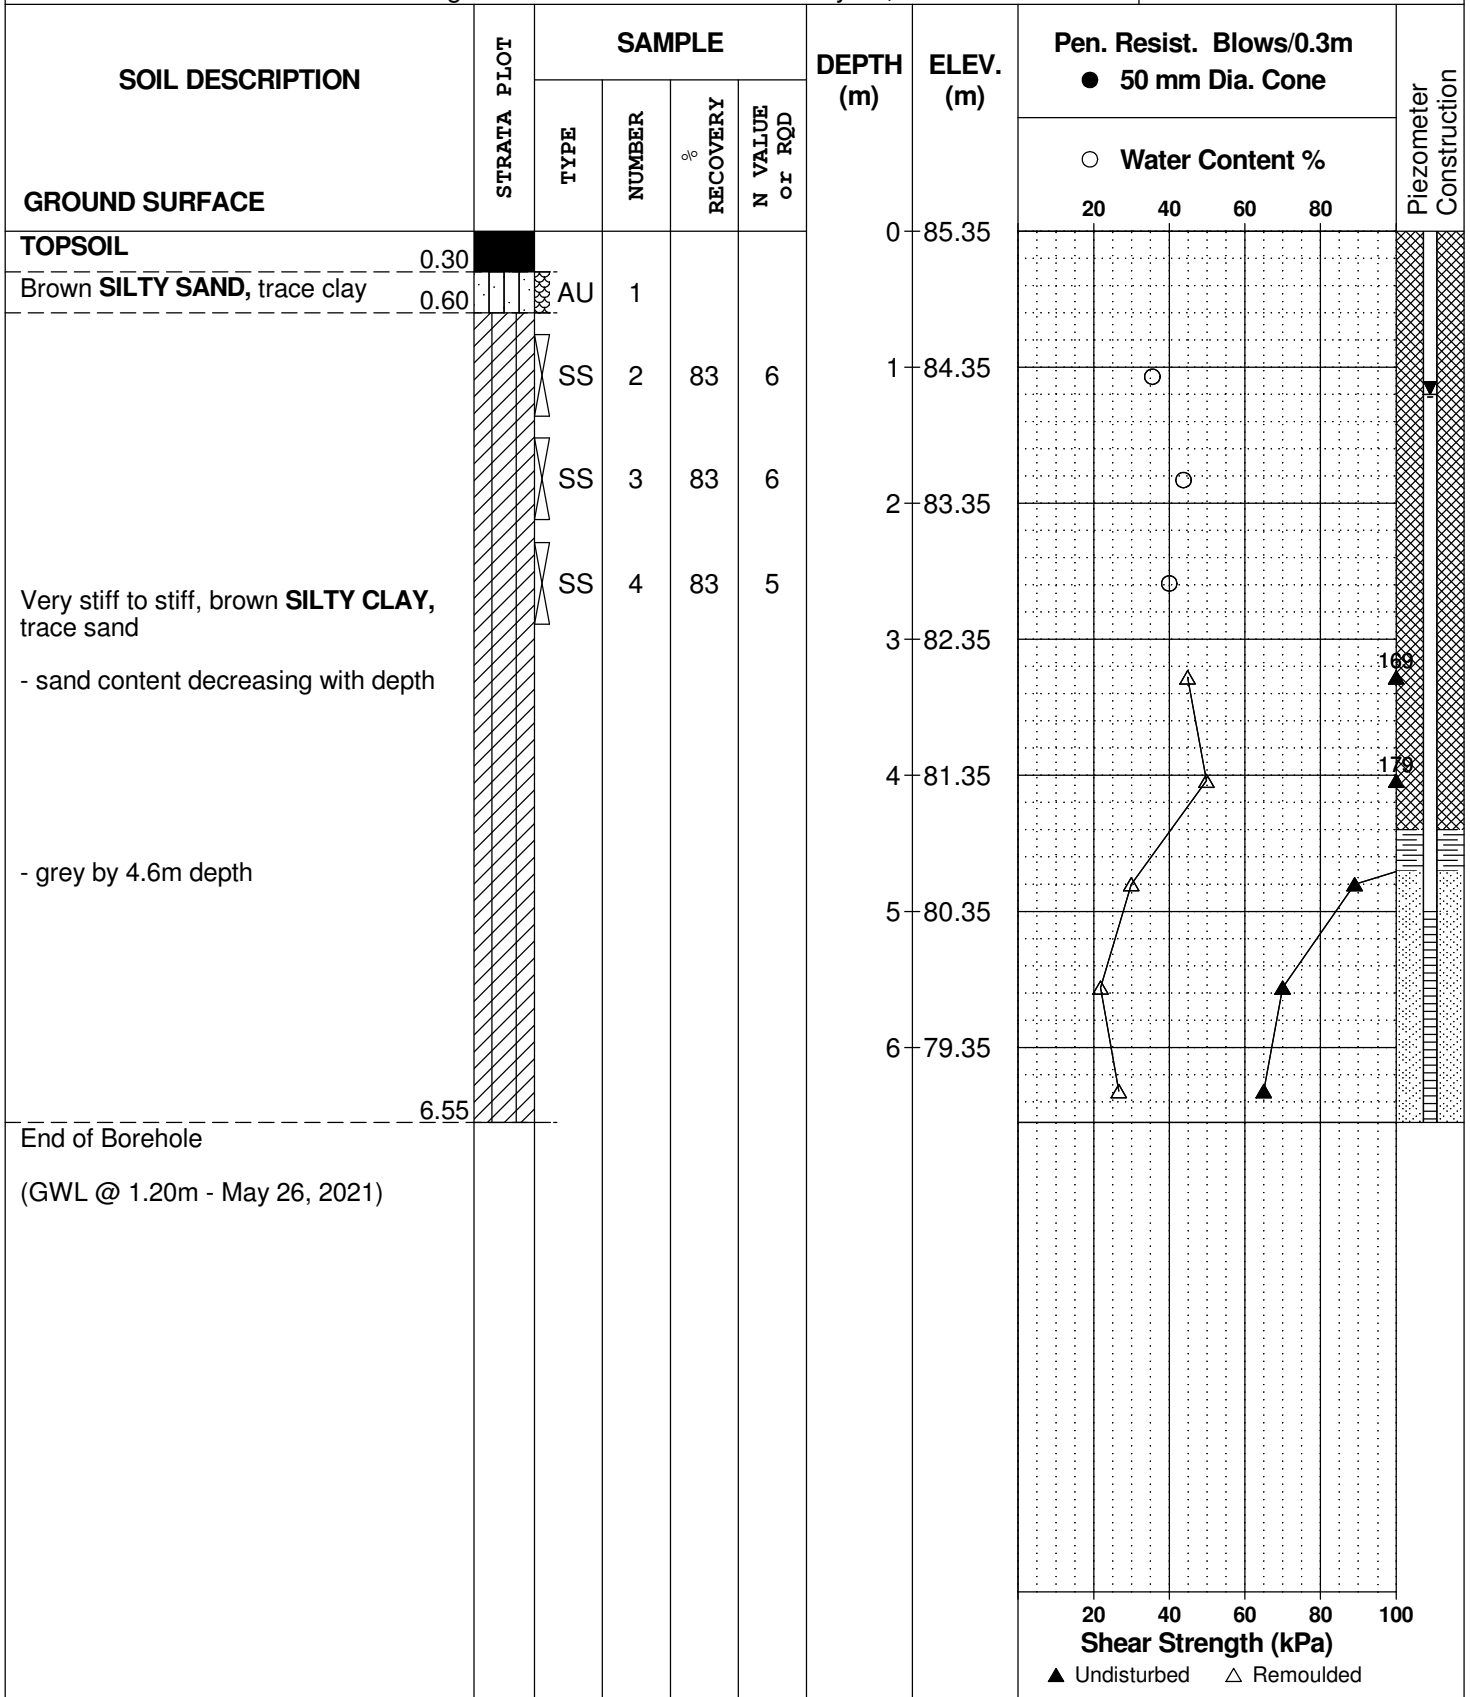 SOIL DESCRIPTION
GROUND SURFACE
STRATA PLOT
SAMPLE
TYPE
NUMBER
%
RECOVERY
N VALUE
or RQD
DEPTH
(m)
ELEV.
(m)
Pen. Resist. Blows/0.3m
● 50 mm Dia. Cone
○ Water Content %
20 40 60 80
Piezometer
Construction
0 85.35
TOPSOIL
0.30
Brown SILTY SAND, trace clay
0.60
AU 1
SS 2 83 6
1 84.35
SS 3 83 6
2 83.35
SS 4 83 5
Very stiff to stiff, brown SILTY CLAY,
trace sand
3 82.35
169
- sand content decreasing with depth
179
4 81.35
- grey by 4.6m depth
5 80.35
6 79.35
6.55
End of Borehole
(GWL @ 1.20m - May 26, 2021)
20 40 60 80 100
Shear Strength (kPa)
▲ Undisturbed △ Remoulded